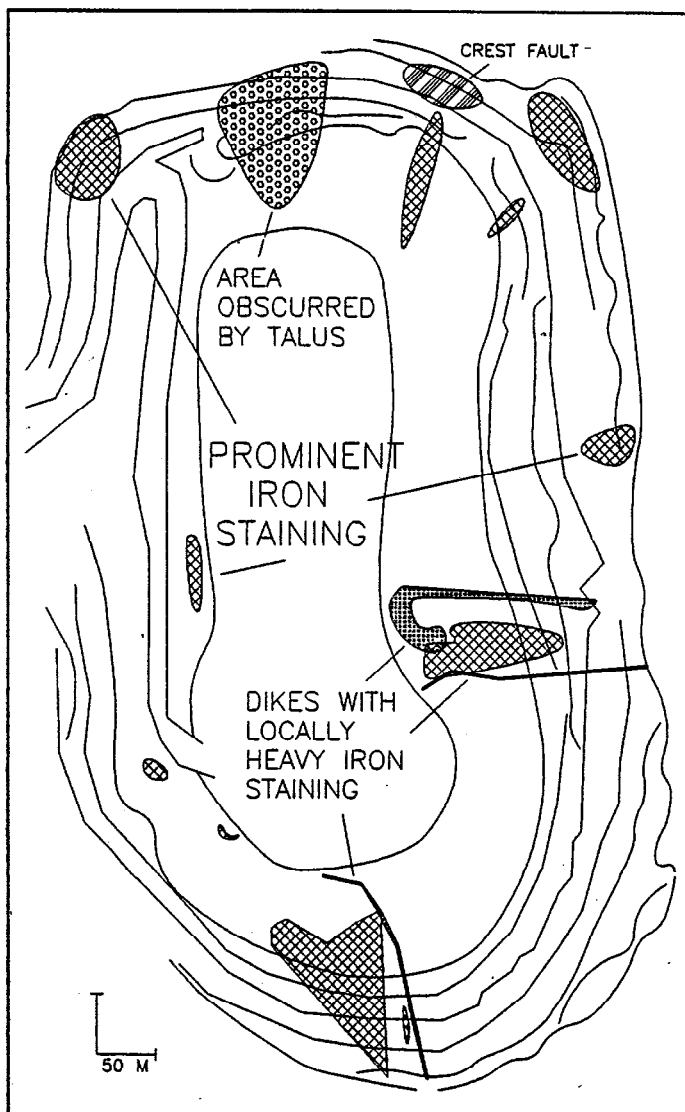 CREST FAULT
AREA
OBSCURRED
BY TALUS
PROMINENT
IRON
STAINING
DIKES WITH
LOCALLY
HEAVY IRON
STAINING
50 M